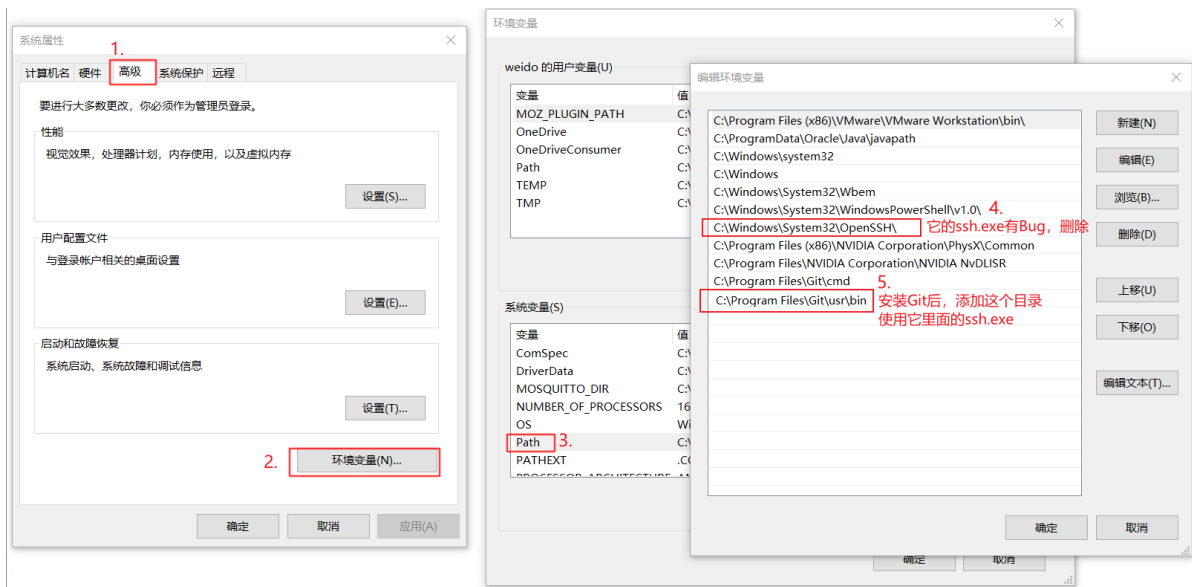 系统属性
1.
计算机名
硬件
高级
系统保护
远程
要进行大多数更改，你必须作为管理员登录。
性能
视觉效果，处理器计划，内存使用，以及虚拟内存
设置(S)...
用户配置文件
与登录帐户相关的桌面设置
设置(E)...
启动和故障恢复
系统启动、系统故障和调试信息
设置(T)...
2.
环境变量(N)...
确定
取消
应用(A)
环境变量
weido 的用户变量(U)
变量
值
MOZ_PLUGIN_PATH
C:\
OneDrive
C:\
OneDriveConsumer
C:\
Path
C:\
TEMP
C:\
TMP
C:\
系统变量(S)
变量
值
ComSpec
C:\
DriverData
C:\
MOSQUITTO_DIR
C:\
NUMBER_OF_PROCESSORS
16
OS
Wi
Path
3.
C:\
PATHEXT
.CO
确定
取消
编辑环境变量
C:\Program Files (x86)\VMware\VMware Workstation\bin\
C:\ProgramData\Oracle\Java\javapath
C:\Windows\system32
C:\Windows
C:\Windows\System32\Wbem
C:\Windows\System32\WindowsPowerShell\v1.0\
4.
C:\Windows\System32\OpenSSH\
它的ssh.exe有Bug，删除
C:\Program Files (x86)\NVIDIA Corporation\PhysX\Common
C:\Program Files\NVIDIA Corporation\NVIDIA NvDLISR
C:\Program Files\Git\cmd
5.
C:\Program Files\Git\usr\bin
安装Git后，添加这个目录
使用它里面的ssh.exe
新建(N)
编辑(E)
浏览(B)...
删除(D)
上移(U)
下移(O)
编辑文本(T)...
确定
取消